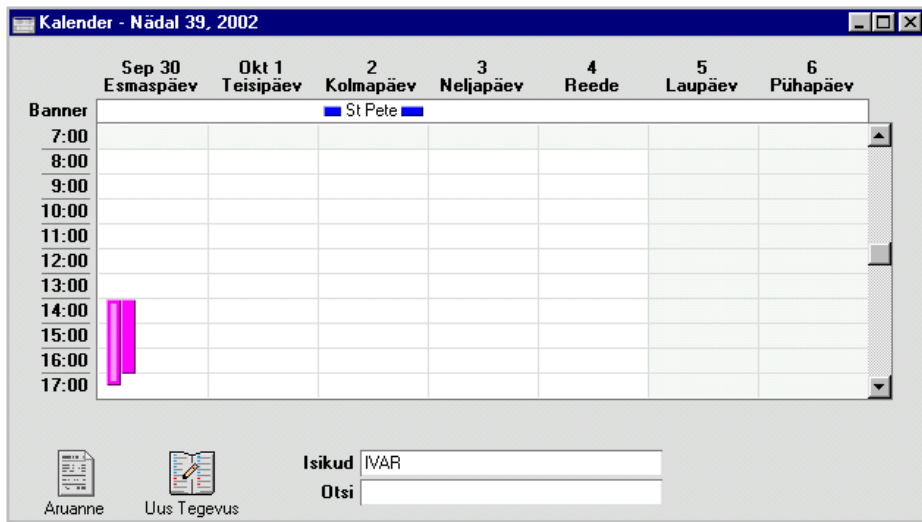 Kalender - Nädal 39, 2002
Sep 30 Okt 1 2 3 4 5 6
Esmaspäev Teisipäev Kolmapäev Neljapäev Reede Laupäev Pühapäev
Banner St Pete
7:00
8:00
9:00
10:00
11:00
12:00
13:00
14:00
15:00
16:00
17:00
Isikud IVAR
Otsi
Aruanne Uus Tegevus